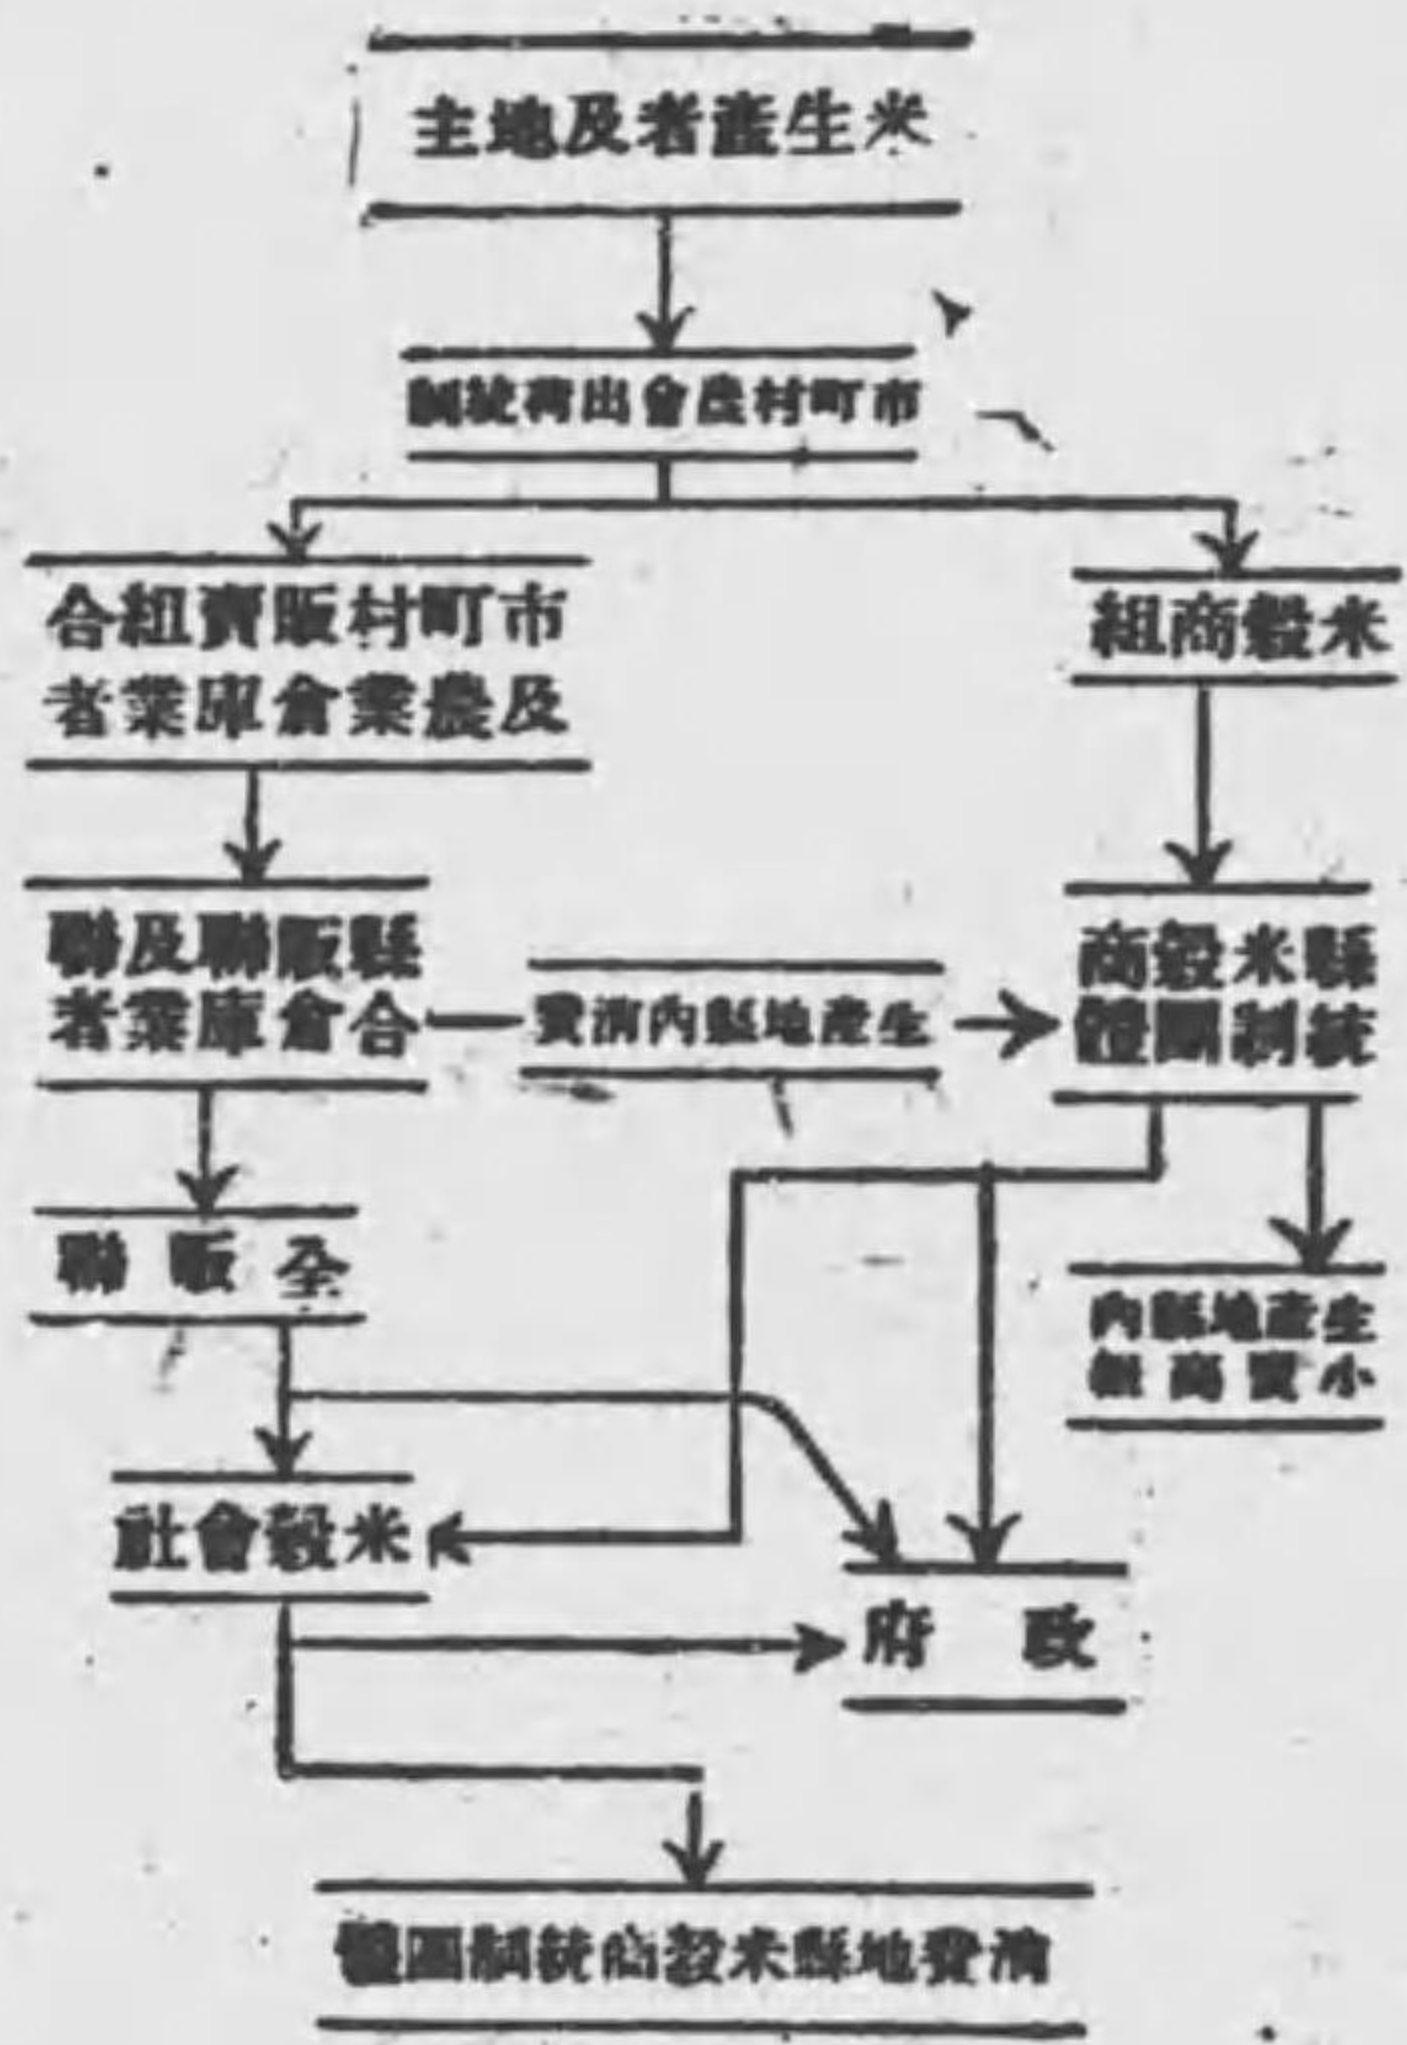 米生產者及地主
市町村農會出荷統制
市町村販賣組合
及農業倉庫業者
米穀商組
縣販聯及聯
合倉庫業者
生產地縣內消費
縣米穀商
統制團體
全販聯
生產地縣內
小賣商組
米穀會社
政府
消費地縣米穀商統制團體